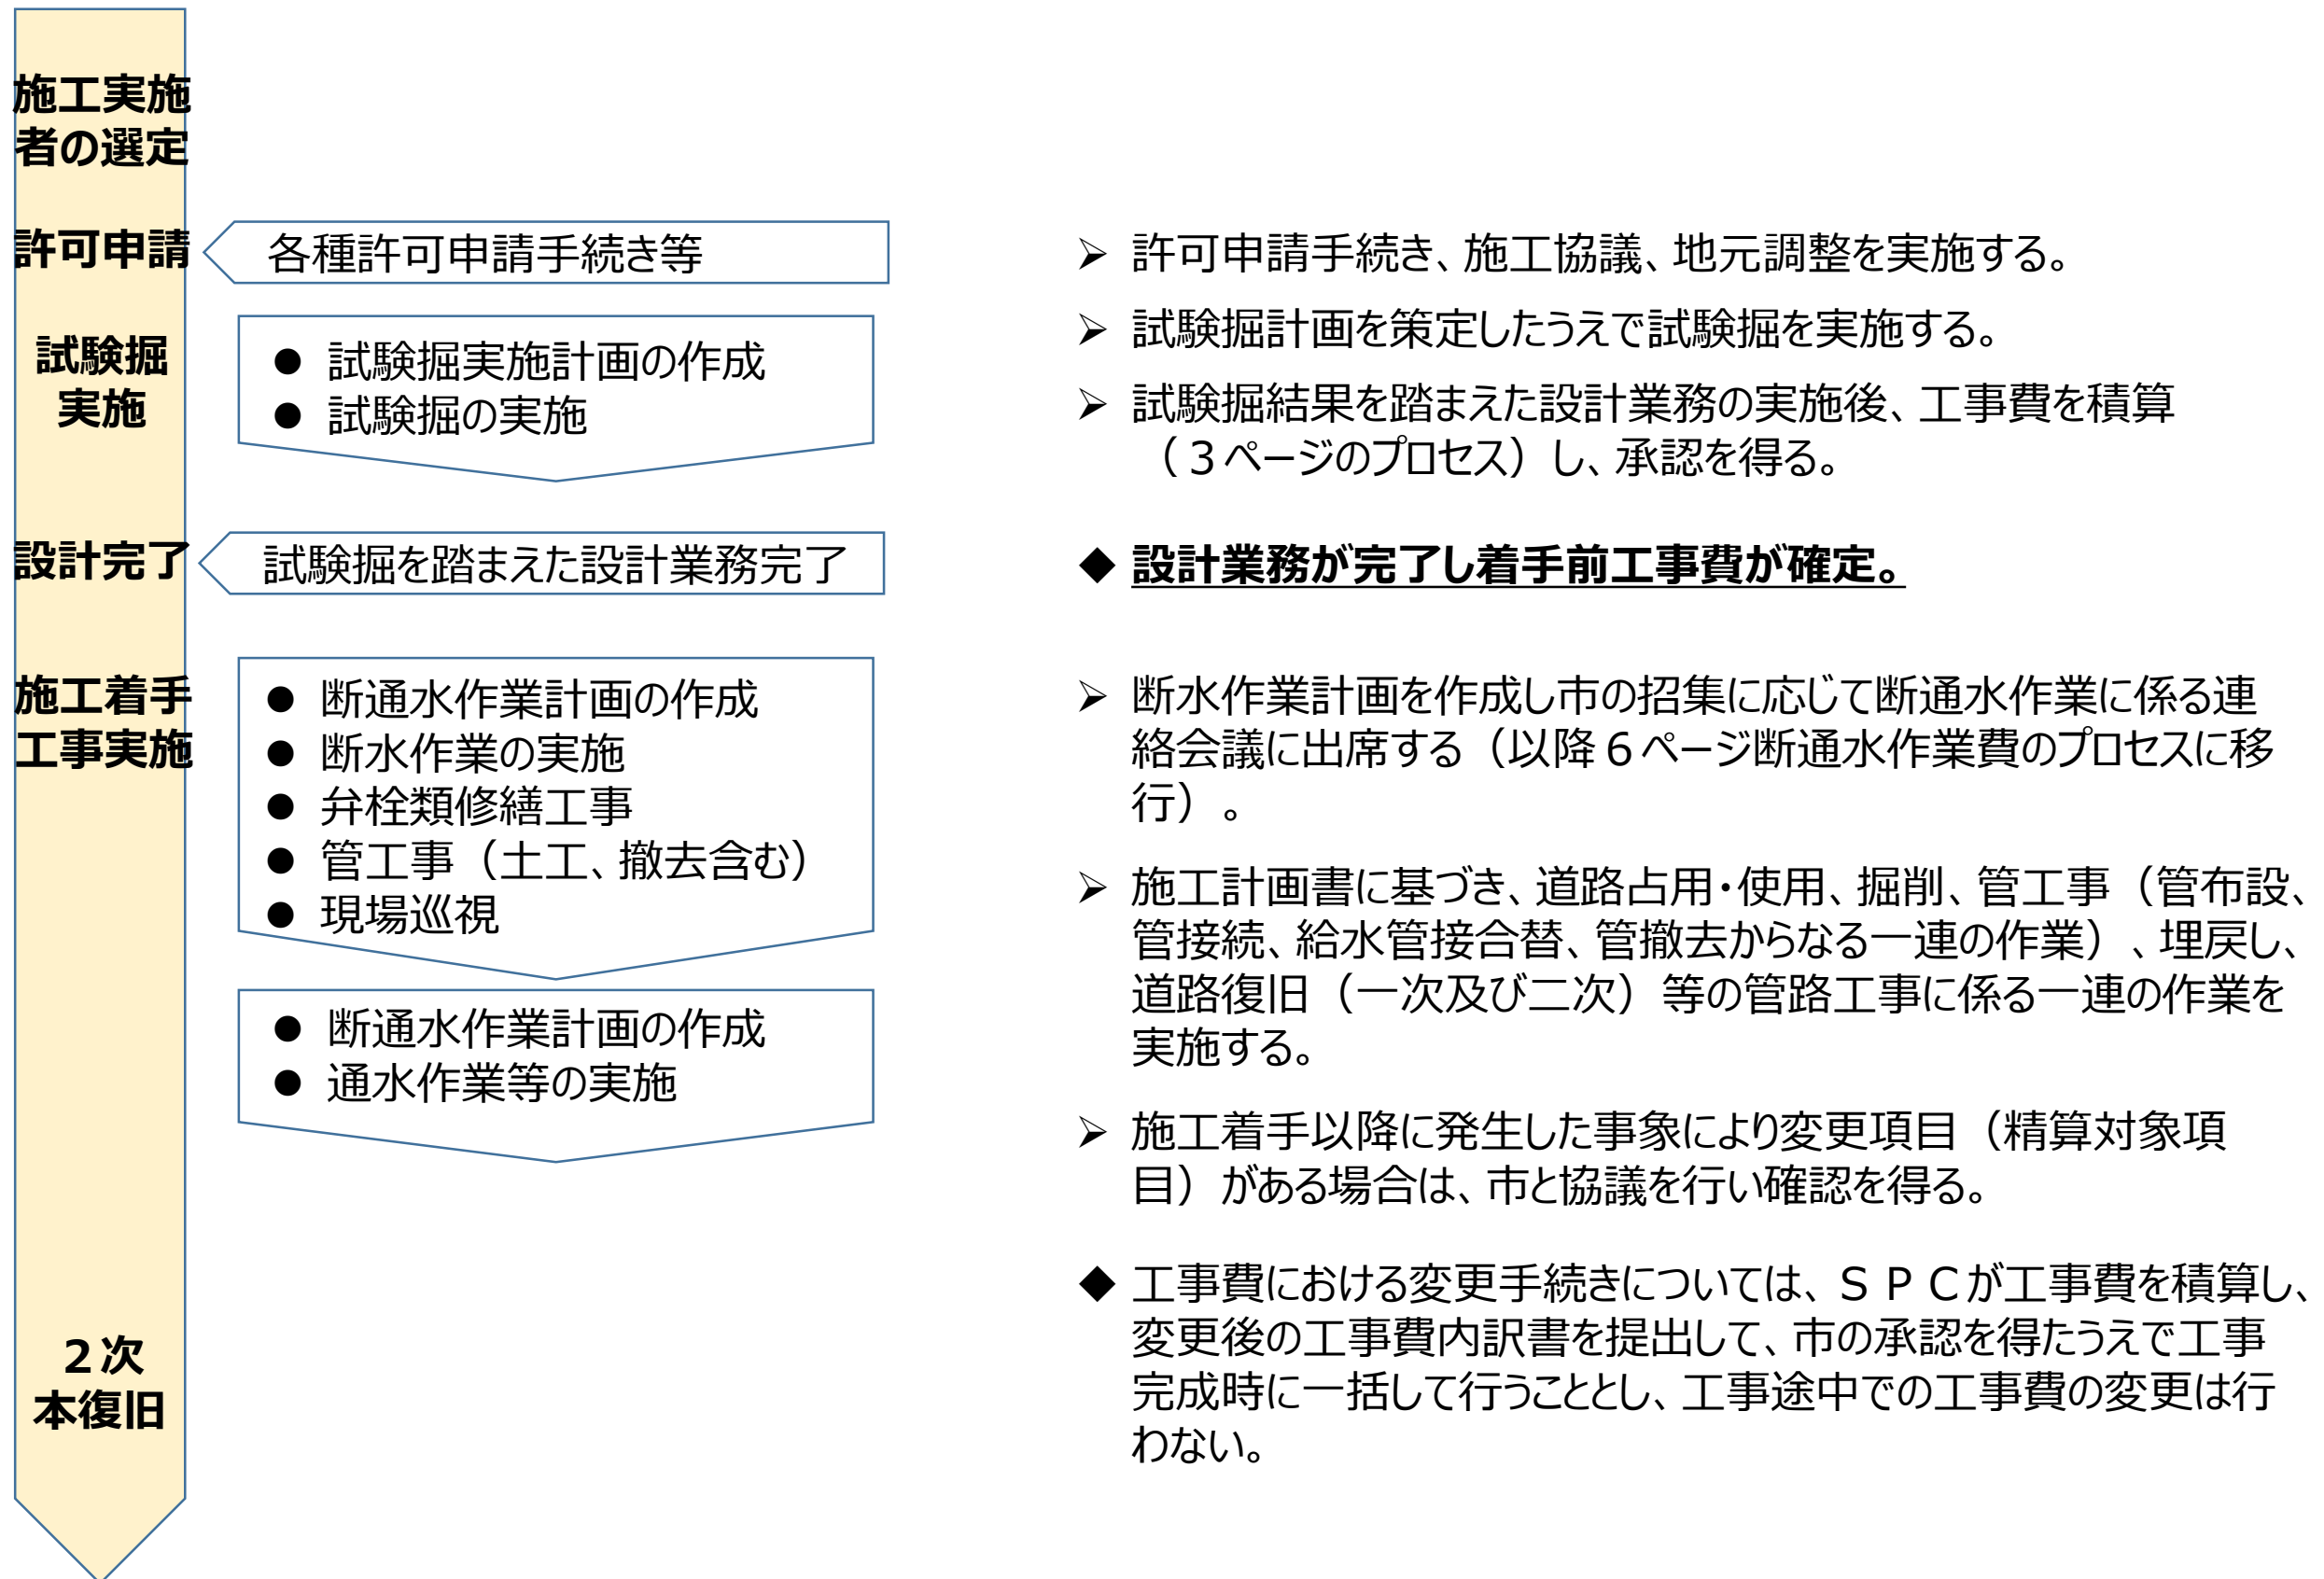 施工実施
者の選定
許可申請
各種許可申請手続き等
試験掘
実施
● 試験掘実施計画の作成
● 試験掘の実施
設計完了
試験掘を踏まえた設計業務完了
施工着手
工事実施
● 断通水作業計画の作成
● 断水作業の実施
● 弁栓類修繕工事
● 管工事（土工、撤去含む）
● 現場巡視
● 断通水作業計画の作成
● 通水作業等の実施
２次
本復旧
➢ 許可申請手続き、施工協議、地元調整を実施する。
➢ 試験掘計画を策定したうえで試験掘を実施する。
➢ 試験掘結果を踏まえた設計業務の実施後、工事費を積算
（３ページのプロセス）し、承認を得る。
◆ 設計業務が完了し着手前工事費が確定。
➢ 断水作業計画を作成し市の招集に応じて断通水作業に係る連
絡会議に出席する（以降６ページ断通水作業費のプロセスに移
行）。
➢ 施工計画書に基づき、道路占用・使用、掘削、管工事（管布設、
管接続、給水管接合替、管撤去からなる一連の作業）、埋戻し、
道路復旧（一次及び二次）等の管路工事に係る一連の作業を
実施する。
➢ 施工着手以降に発生した事象により変更項目（精算対象項
目）がある場合は、市と協議を行い確認を得る。
◆ 工事費における変更手続きについては、ＳＰＣが工事費を積算し、
変更後の工事費内訳書を提出して、市の承認を得たうえで工事
完成時に一括して行うこととし、工事途中での工事費の変更は行
わない。